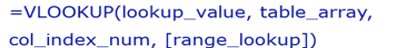 =VLOOKUP(lookup_value, table_array,
col_index_num, [range_lookup])